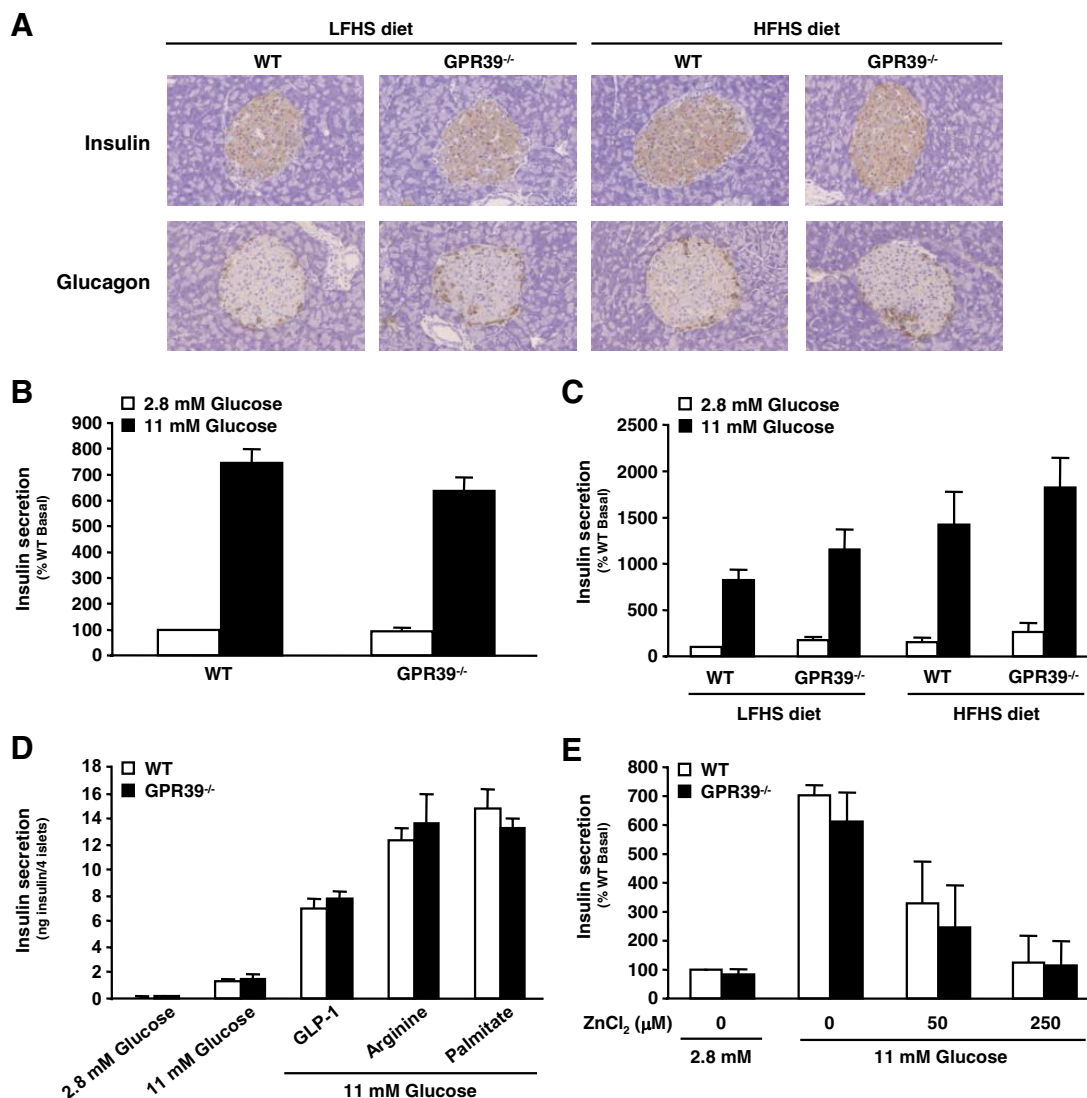 A
LFHS diet HFHS diet
WT GPR39-/- WT GPR39-/-
Insulin
Glucagon
B
2.8 mM Glucose
11 mM Glucose
900
800
700
600
500
400
300
200
100
0
Insulin secretion
(% WT Basal)
WT GPR39-/-
C
2.8 mM Glucose
11 mM Glucose
2500
2000
1500
1000
500
0
Insulin secretion
(% WT Basal)
WT GPR39-/- WT GPR39-/-
LFHS diet HFHS diet
D
WT
GPR39-/-
18
16
14
12
10
8
6
4
2
0
Insulin secretion
(ng insulin/4 islets)
2.8 mM Glucose
11 mM Glucose
GLP-1
Arginine
Palmitate
11 mM Glucose
E
WT
GPR39-/-
800
700
600
500
400
300
200
100
0
Insulin secretion
(% WT Basal)
ZnCl2 (μM) 0 0 50 250
2.8 mM 11 mM Glucose